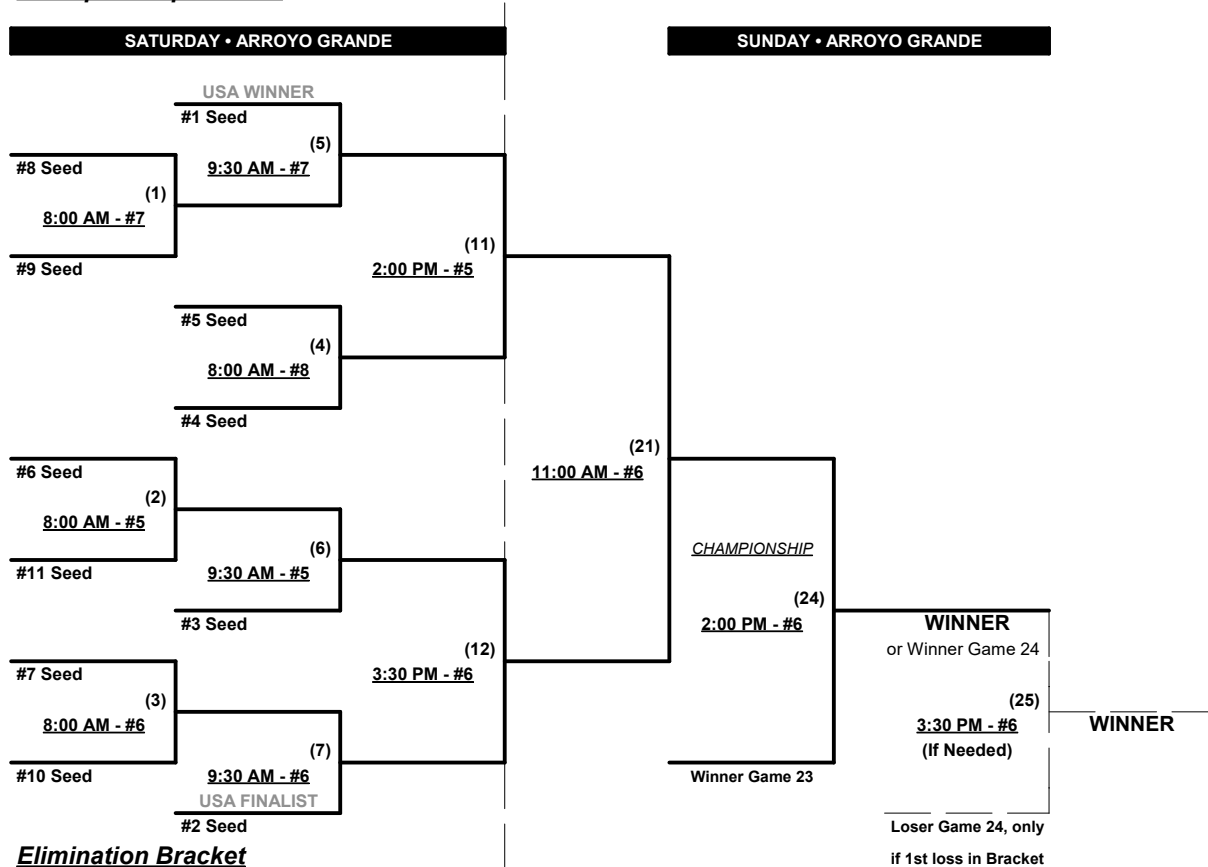 SATURDAY • ARROYO GRANDE
SUNDAY • ARROYO GRANDE
USA WINNER
#1 Seed
(5)
9:30 AM - #7
#8 Seed
(1)
8:00 AM - #7
#9 Seed
(11)
2:00 PM - #5
#5 Seed
(4)
8:00 AM - #8
#4 Seed
(21)
11:00 AM - #6
#6 Seed
(2)
8:00 AM - #5
#11 Seed
(6)
9:30 AM - #5
#3 Seed
CHAMPIONSHIP
(24)
2:00 PM - #6
WINNER
or Winner Game 24
(12)
3:30 PM - #6
#7 Seed
(3)
8:00 AM - #6
#10 Seed
(7)
9:30 AM - #6
USA FINALIST
#2 Seed
(25)
3:30 PM - #6
(If Needed)
WINNER
Winner Game 23
Loser Game 24, only
if 1st loss in Bracket
Elimination Bracket